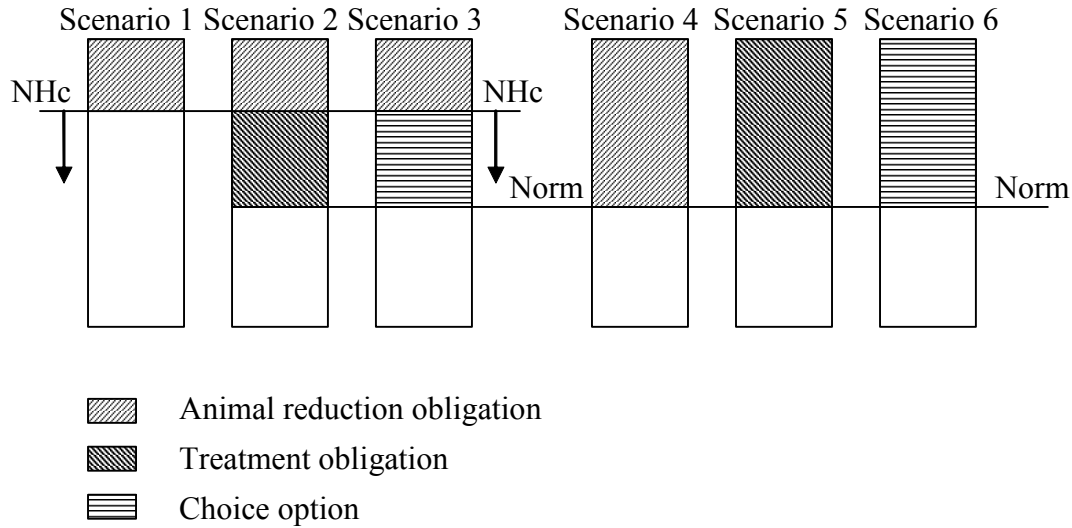 Scenario 1 Scenario 2 Scenario 3 Scenario 4 Scenario 5 Scenario 6
NHc NHc
Norm Norm
Animal reduction obligation
Treatment obligation
Choice option